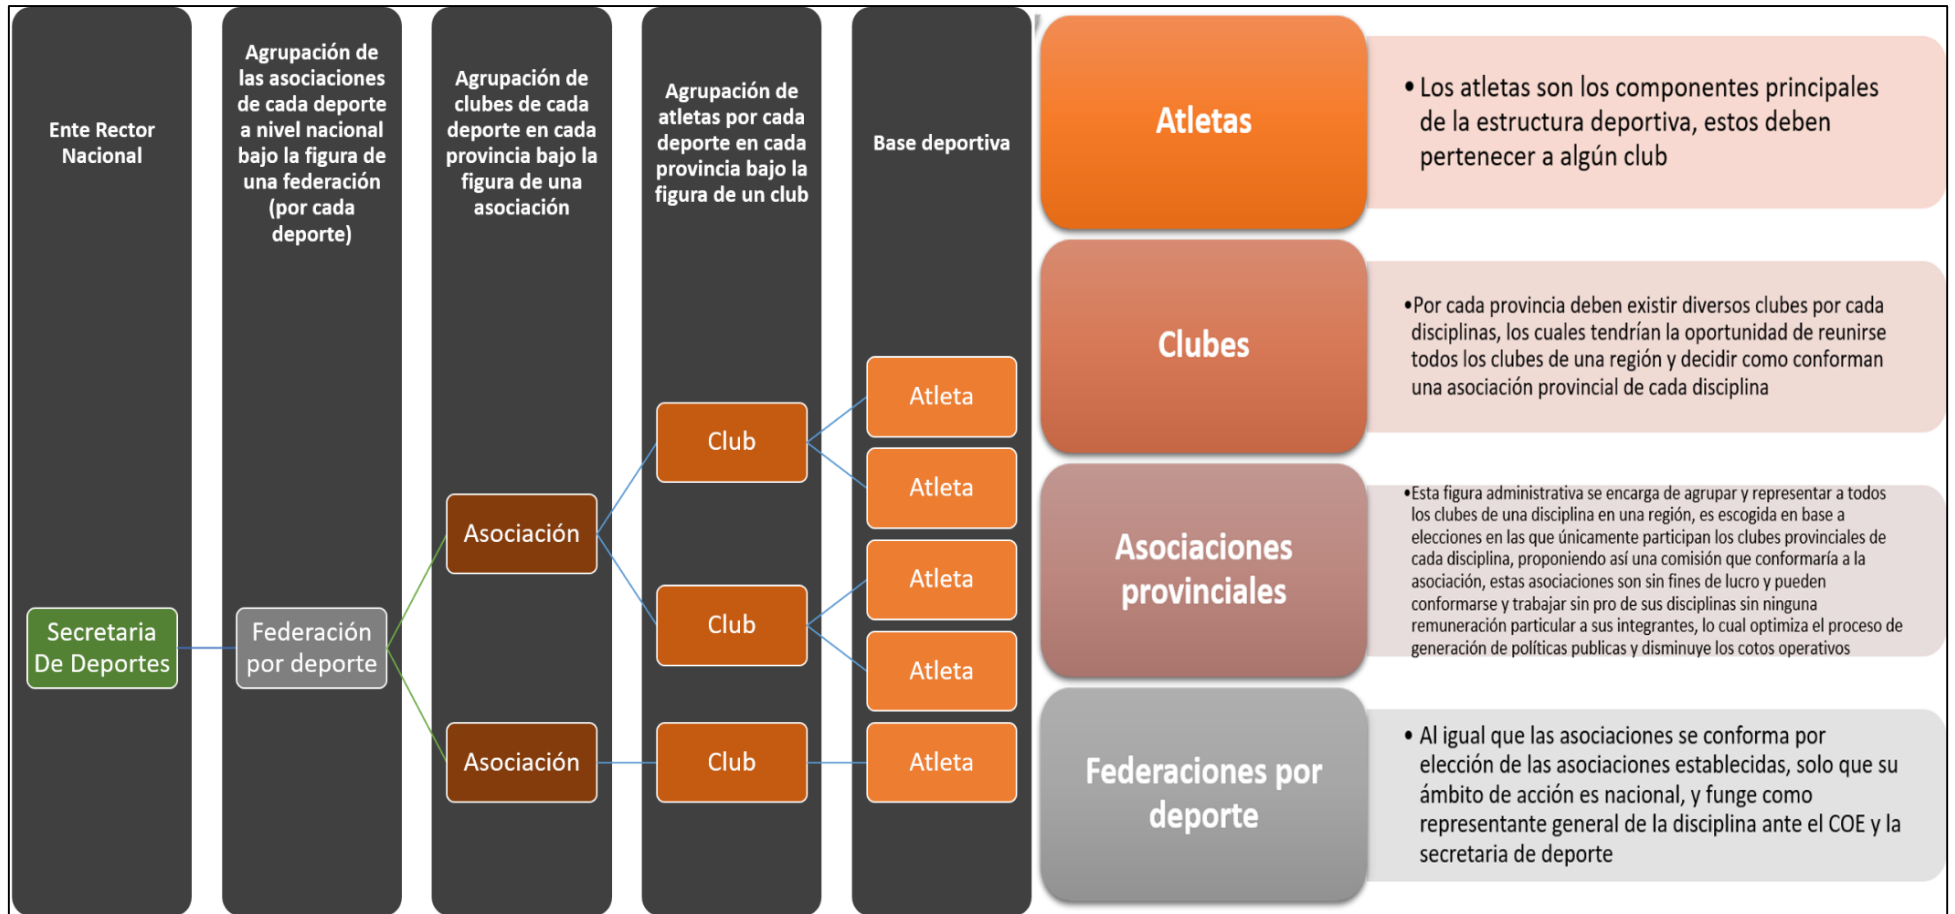 Ente Rector
Nacional
Agrupación de
las asociaciones
de cada deporte
a nivel nacional
bajo la figura de
una federación
(por cada
deporte)
Agrupación de
clubes de cada
deporte en cada
provincia bajo la
figura de una
asociación
Agrupación de
atletas por cada
deporte en cada
provincia bajo la
figura de un club
Base deportiva
Secretaria
De Deportes
Federación
por deporte
Asociación
Asociación
Club
Club
Club
Atleta
Atleta
Atleta
Atleta
Atleta
Atletas
• Los atletas son los componentes principales
de la estructura deportiva, estos deben
pertenecer a algún club
Clubes
•Por cada provincia deben existir diversos clubes por cada
disciplinas, los cuales tendrían la oportunidad de reunirse
todos los clubes de una región y decidir como conforman
una asociación provincial de cada disciplina
Asociaciones
provinciales
•Esta figura administrativa se encarga de agrupar y representar a todos
los clubes de una disciplina en una región, es escogida en base a
elecciones en las que únicamente participan los clubes provinciales de
cada disciplina, proponiendo así una comisión que conformaría a la
asociación, estas asociaciones son sin fines de lucro y pueden
conformarse y trabajar sin pro de sus disciplinas sin ninguna
remuneración particular a sus integrantes, lo cual optimiza el proceso de
generación de políticas publicas y disminuye los cotos operativos
Federaciones por
deporte
• Al igual que las asociaciones se conforma por
elección de las asociaciones establecidas, solo que su
ámbito de acción es nacional, y funge como
representante general de la disciplina ante el COE y la
secretaria de deporte